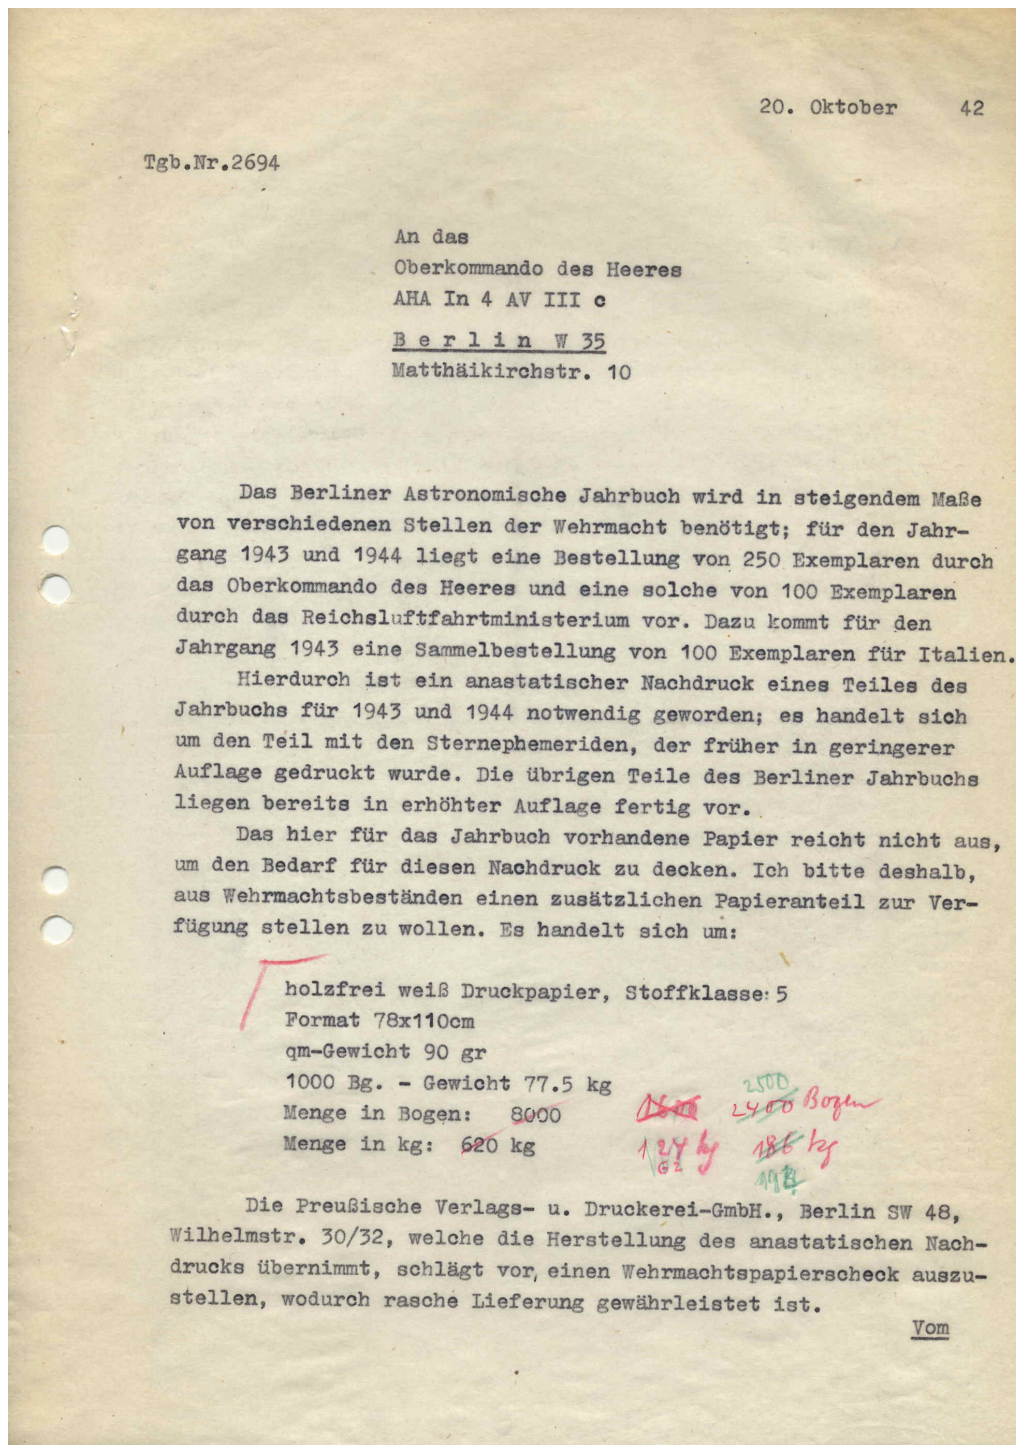 20. Oktober 42
Tgb.Nr.2694
An das
Oberkommando des Heeres
AHA In 4 AV III c
B e r l i n W 35
Matthäikirchstr. 10
Das Berliner Astronomische Jahrbuch wird in steigendem Maße
von verschiedenen Stellen der Wehrmacht benötigt; für den Jahr-
gang 1943 und 1944 liegt eine Bestellung von 250 Exemplaren durch
das Oberkommando des Heeres und eine solche von 100 Exemplaren
durch das Reichsluftfahrtministerium vor. Dazu kommt für den
Jahrgang 1943 eine Sammelbestellung von 100 Exemplaren für Italien.
Hierdurch ist ein anastatischer Nachdruck eines Teiles des
Jahrbuchs für 1943 und 1944 notwendig geworden; es handelt sich
um den Teil mit den Sternephemeriden, der früher in geringerer
Auflage gedruckt wurde. Die übrigen Teile des Berliner Jahrbuchs
liegen bereits in erhöhter Auflage fertig vor.
Das hier für das Jahrbuch vorhandene Papier reicht nicht aus,
um den Bedarf für diesen Nachdruck zu decken. Ich bitte deshalb,
aus Wehrmachtsbeständen einen zusätzlichen Papieranteil zur Ver-
fügung stellen zu wollen. Es handelt sich um:
holzfrei weiß Druckpapier, Stoffklasse: 5
Format 78x110cm
qm-Gewicht 90 gr
1000 Bg. - Gewicht 77.5 kg
2500
Menge in Bogen: 8000 2400 Bogen
Menge in kg: 620 kg 124 kg 186 kg
62
Die Preußische Verlags- u. Druckerei-GmbH., Berlin SW 48,
Wilhelmstr. 30/32, welche die Herstellung des anastatischen Nach-
drucks übernimmt, schlägt vor, einen Wehrmachtspapierscheck auszu-
stellen, wodurch rasche Lieferung gewährleistet ist.
Vom